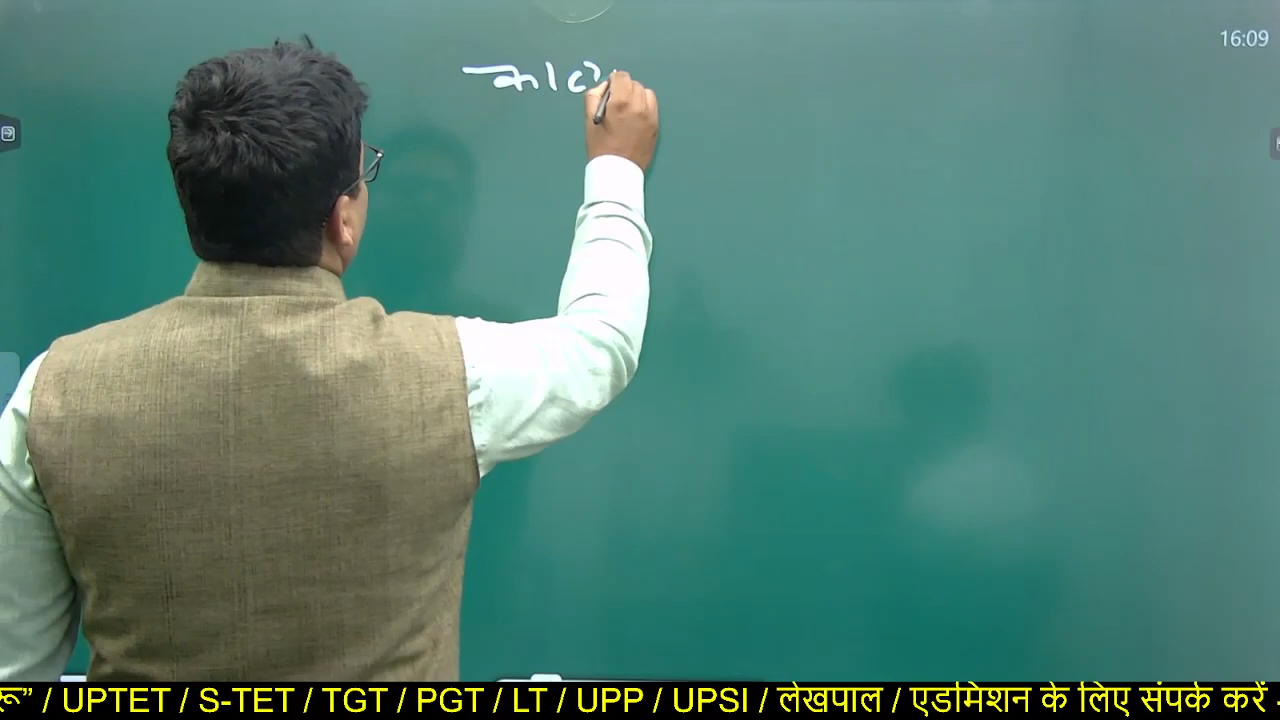 16:09
रू” / UPTET / S-TET / TGT / PGT / LT / UPP / UPSI / लेखपाल / एडमिशन के लिए संपर्क करें :